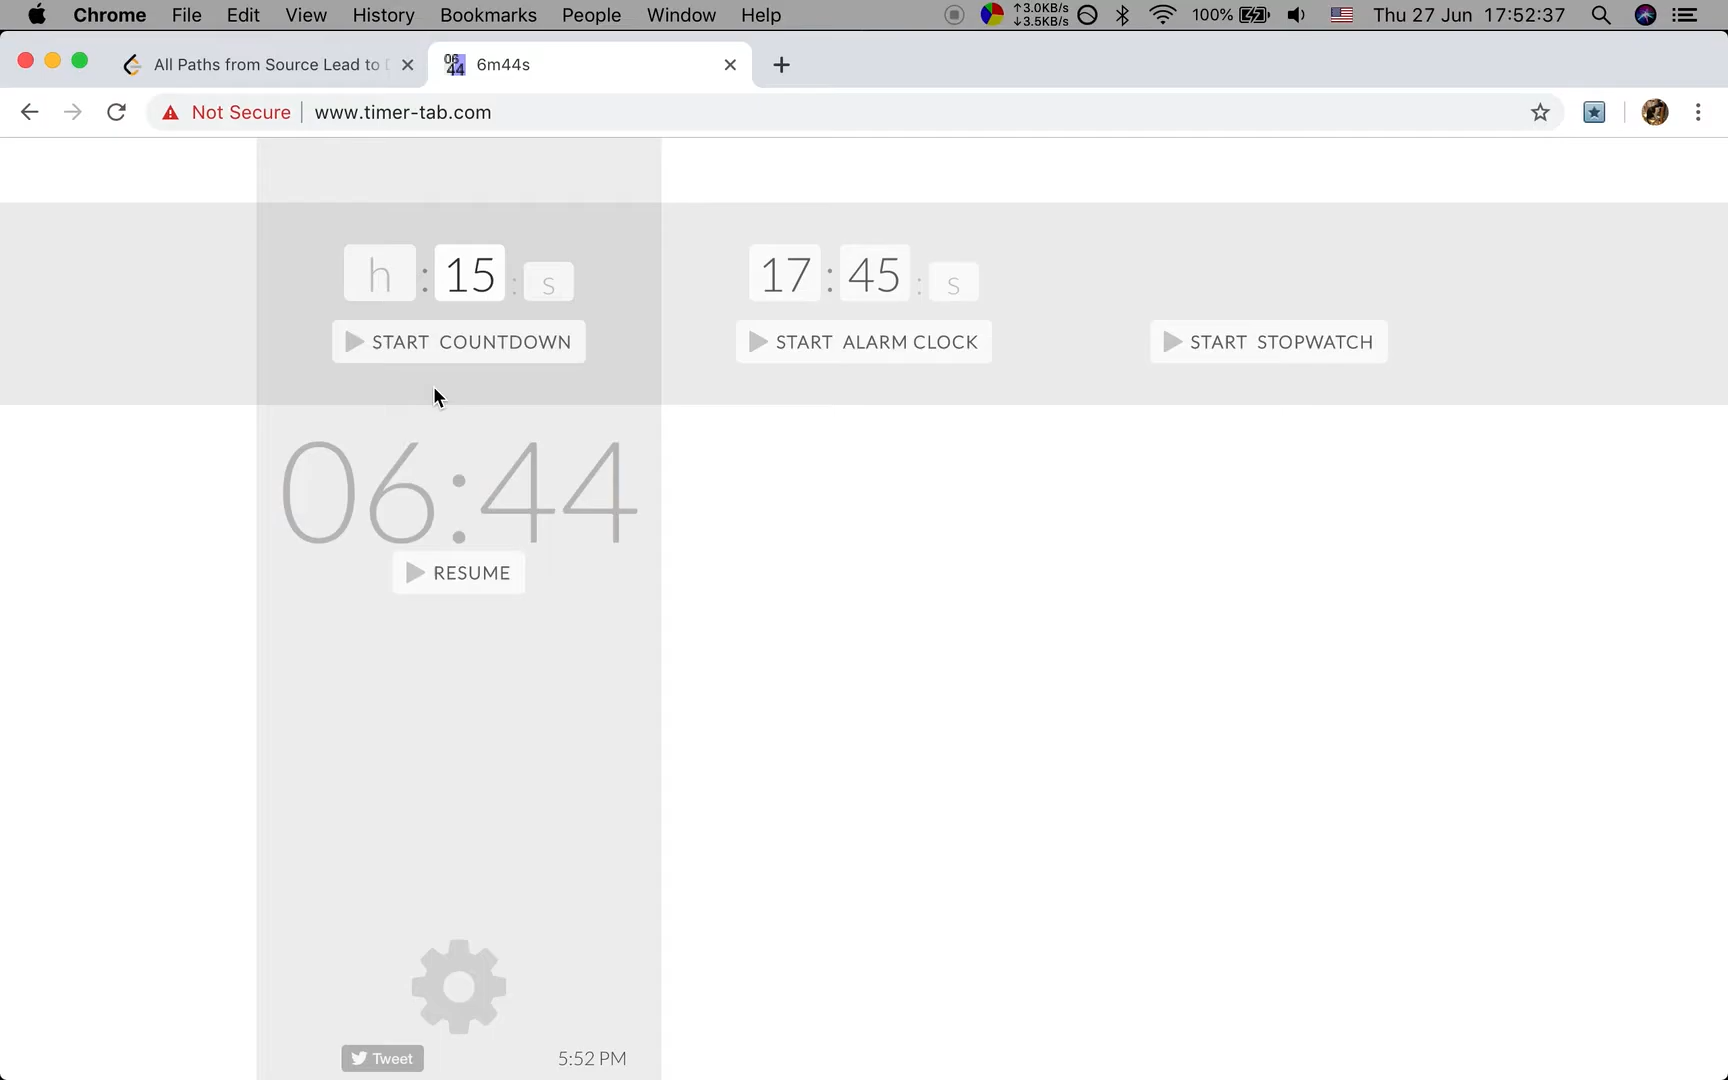 Chrome File Edit View History Bookmarks People Window Help ↑3.0KB/s ↓3.5KB/s 100% Thu 27 Jun 17:52:37
All Paths from Source Lead to 06 44 6m44s
Not Secure www.timer-tab.com
h : 15 : s 17 : 45 : s
START COUNTDOWN START ALARM CLOCK START STOPWATCH
06:44
RESUME
Tweet 5:52 PM